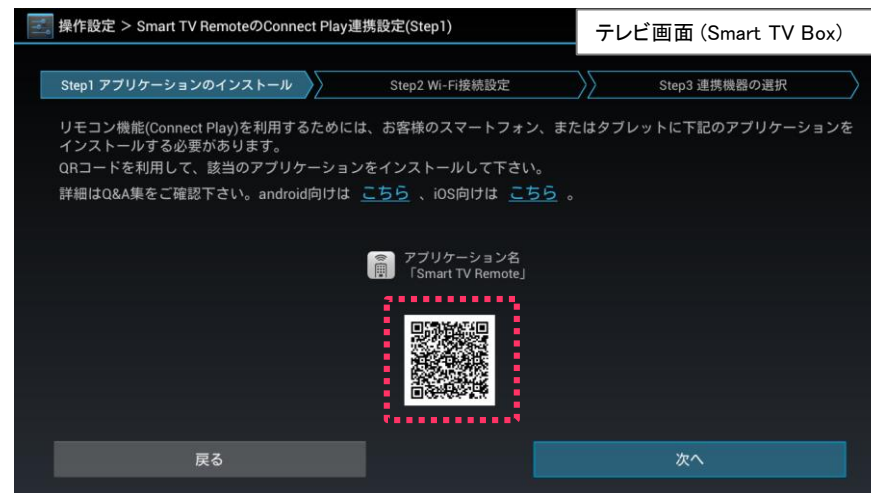 操作設定 > Smart TV RemoteのConnect Play連携設定(Step1)
テレビ画面 (Smart TV Box)
Step1 アプリケーションのインストール
Step2 Wi-Fi接続設定
Step3 連携機器の選択
リモコン機能(Connect Play)を利用するためには、お客様のスマートフォン、またはタブレットに下記のアプリケーションを
インストールする必要があります。
QRコードを利用して、該当のアプリケーションをインストールして下さい。
詳細はQ&A集をご確認下さい。android向けは こちら 、iOS向けは こちら 。
アプリケーション名
「Smart TV Remote」
戻る
次へ